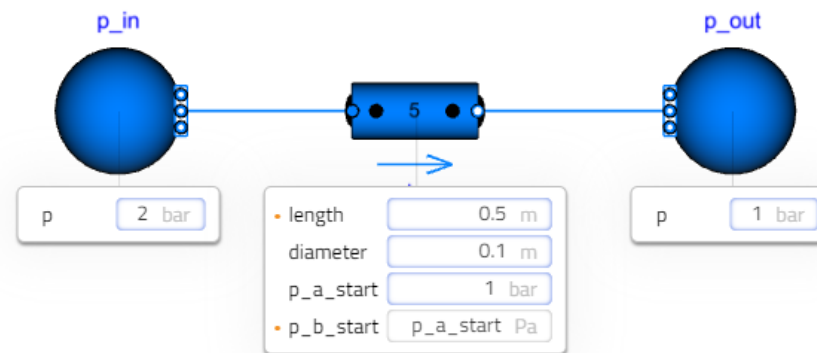 p_in
p_out
5
p 2 bar
length 0.5 m
diameter 0.1 m
p_a_start 1 bar
p_b_start p_a_start Pa
p 1 bar